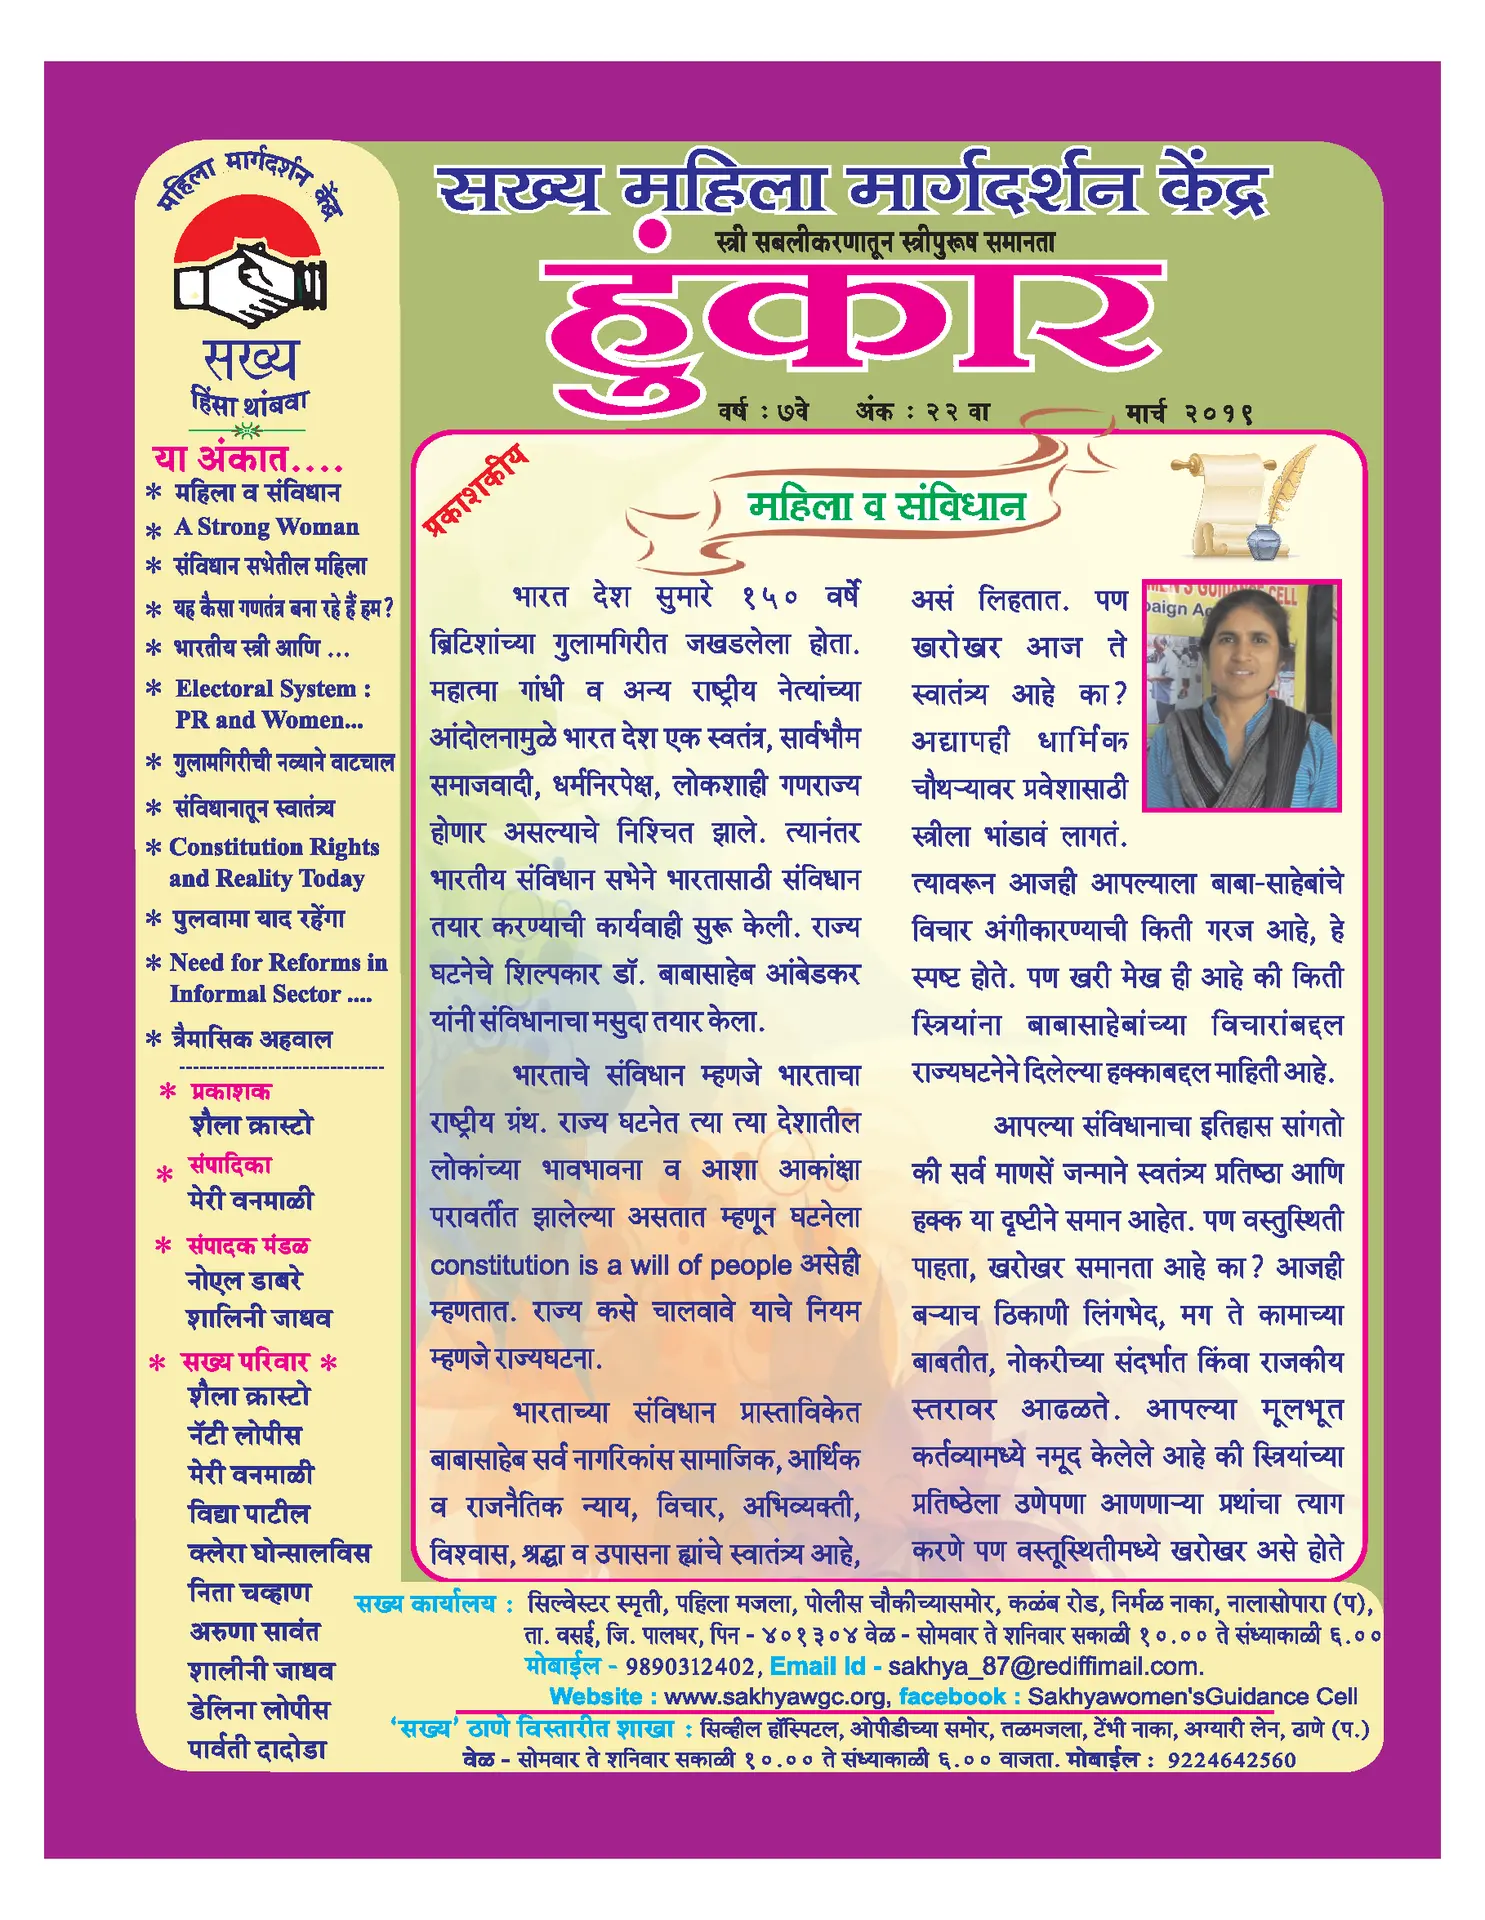 महिला मार्गदर्शन केंद्र
सख्य
हिंसा थांबवा
सख्य महिला मार्गदर्शन केंद्र
स्त्री सबलीकरणातून स्त्रीपुरूष समानता
हुंकार
वर्ष : ७वे अंक : २२ वा मार्च २०१९
या अंकात....
* महिला व संविधान
* A Strong Woman
* संविधान सभेतील महिला
* यह कैसा गणतंत्र बना रहे हैं हम?
* भारतीय स्त्री आणि ...
* Electoral System :
PR and Women...
* गुलामगिरीची नव्याने वाटचाल
* संविधानातून स्वातंत्र्य
* Constitution Rights
and Reality Today
* पुलवामा याद रहेंगा
* Need for Reforms in
Informal Sector ....
* त्रैमासिक अहवाल
------------------------------
* प्रकाशक
शैला क्रास्टो
* संपादिका
मेरी वनमाळी
* संपादक मंडळ
नोएल डाबरे
शालिनी जाधव
* सख्य परिवार *
शैला क्रास्टो
नॅटी लोपीस
मेरी वनमाळी
विद्या पाटील
क्लेरा घोन्सालविस
निता चव्हाण
अरुणा सावंत
शालीनी जाधव
डेलिना लोपीस
पार्वती दादोडा
प्रकाशकीय
महिला व संविधान
भारत देश सुमारे १५० वर्षे
ब्रिटिशांच्या गुलामगिरीत जखडलेला होता.
महात्मा गांधी व अन्य राष्ट्रीय नेत्यांच्या
आंदोलनामुळे भारत देश एक स्वतंत्र, सार्वभौम
समाजवादी, धर्मनिरपेक्ष, लोकशाही गणराज्य
होणार असल्याचे निश्चित झाले. त्यानंतर
भारतीय संविधान सभेने भारतासाठी संविधान
तयार करण्याची कार्यवाही सुरू केली. राज्य
घटनेचे शिल्पकार डॉ. बाबासाहेब आंबेडकर
यांनी संविधानाचा मसुदा तयार केला.
भारताचे संविधान म्हणजे भारताचा
राष्ट्रीय ग्रंथ. राज्य घटनेत त्या त्या देशातील
लोकांच्या भावभावना व आशा आकांक्षा
परावर्तीत झालेल्या असतात म्हणून घटनेला
constitution is a will of people असेही
म्हणतात. राज्य कसे चालवावे याचे नियम
म्हणजे राज्यघटना.
भारताच्या संविधान प्रास्ताविकेत
बाबासाहेब सर्व नागरिकांस सामाजिक, आर्थिक
व राजनैतिक न्याय, विचार, अभिव्यक्ती,
विश्वास, श्रद्धा व उपासना ह्यांचे स्वातंत्र्य आहे,
असं लिहतात. पण
खरोखर आज ते
स्वातंत्र्य आहे का?
अद्यापही धार्मिक
चौथऱ्यावर प्रवेशासाठी
स्त्रीला भांडावं लागतं.
त्यावरून आजही आपल्याला बाबा-साहेबांचे
विचार अंगीकारण्याची किती गरज आहे, हे
स्पष्ट होते. पण खरी मेख ही आहे की किती
स्त्रियांना बाबासाहेबांच्या विचारांबद्दल
राज्यघटनेने दिलेल्या हक्काबद्दल माहिती आहे.
आपल्या संविधानाचा इतिहास सांगतो
की सर्व माणसें जन्माने स्वतंत्र्य प्रतिष्ठा आणि
हक्क या दृष्टीने समान आहेत. पण वस्तुस्थिती
पाहता, खरोखर समानता आहे का? आजही
बऱ्याच ठिकाणी लिंगभेद, मग ते कामाच्या
बाबतीत, नोकरीच्या संदर्भात किंवा राजकीय
स्तरावर आढळते. आपल्या मूलभूत
कर्तव्यामध्ये नमूद केलेले आहे की स्त्रियांच्या
प्रतिष्ठेला उणेपणा आणणाऱ्या प्रथांचा त्याग
करणे पण वस्तूस्थितीमध्ये खरोखर असे होते
EN'S GUIDANCE CELL
paign Ag
सख्य कार्यालय : सिल्वेस्टर स्मृती, पहिला मजला, पोलीस चौकीच्यासमोर, कळंब रोड, निर्मळ नाका, नालासोपारा (प),
ता. वसई, जि. पालघर, पिन - ४०१३०४ वेळ - सोमवार ते शनिवार सकाळी १०.०० ते संध्याकाळी ६.००
मोबाईल - 9890312402, Email Id - sakhya_87@rediffimail.com.
Website : www.sakhyawgc.org, facebook : Sakhyawomen'sGuidance Cell
'सख्य' ठाणे विस्तारीत शाखा : सिव्हील हॉस्पिटल, ओपीडीच्या समोर, तळमजला, टेंभी नाका, अग्यारी लेन, ठाणे (प.)
वेळ - सोमवार ते शनिवार सकाळी १०.०० ते संध्याकाळी ६.०० वाजता. मोबाईल : 9224642560